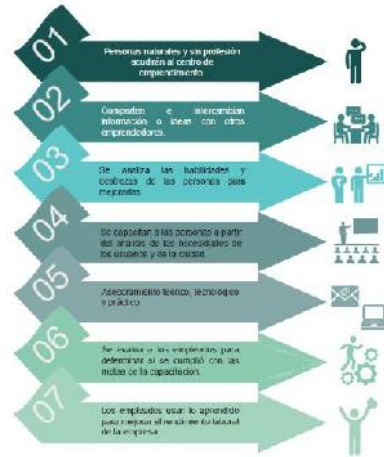 01
Personas naturales y sin profesión
acudirán al centro de
emprendimiento
02
Comparten e intercambian
información o ideas con otros
emprendedores.
03
Se analiza las habilidades y
destrezas de las personas para
mejorarlas
04
Se capacitan a las personas a partir
del análisis de las necesidades de
los usuarios y de la ciudad.
05
Asesoramiento teórico, tecnológico
y práctico
06
Se evalúa a los empleados para
determinar si se cumplió con las
metas de la capacitación.
07
Los empleados usan lo aprendido
para mejorar el rendimiento laboral
de la empresa